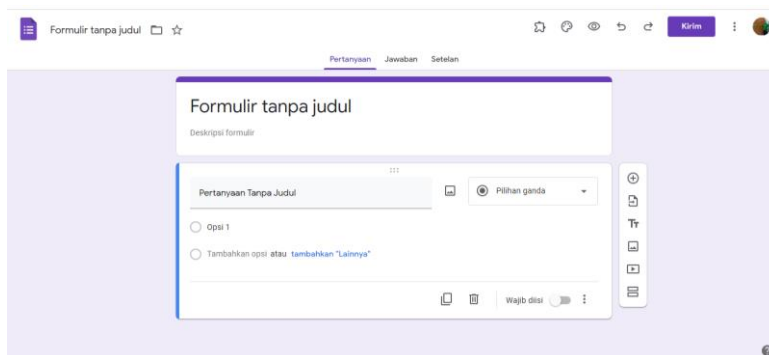 Formulir tanpa judul
Kirim
Pertanyaan Jawaban Setelan
Formulir tanpa judul
Deskripsi formulir
Pertanyaan Tanpa Judul
Pilihan ganda
Opsi 1
Tambahkan opsi atau tambahkan "Lainnya"
Wajib diisi
Tт